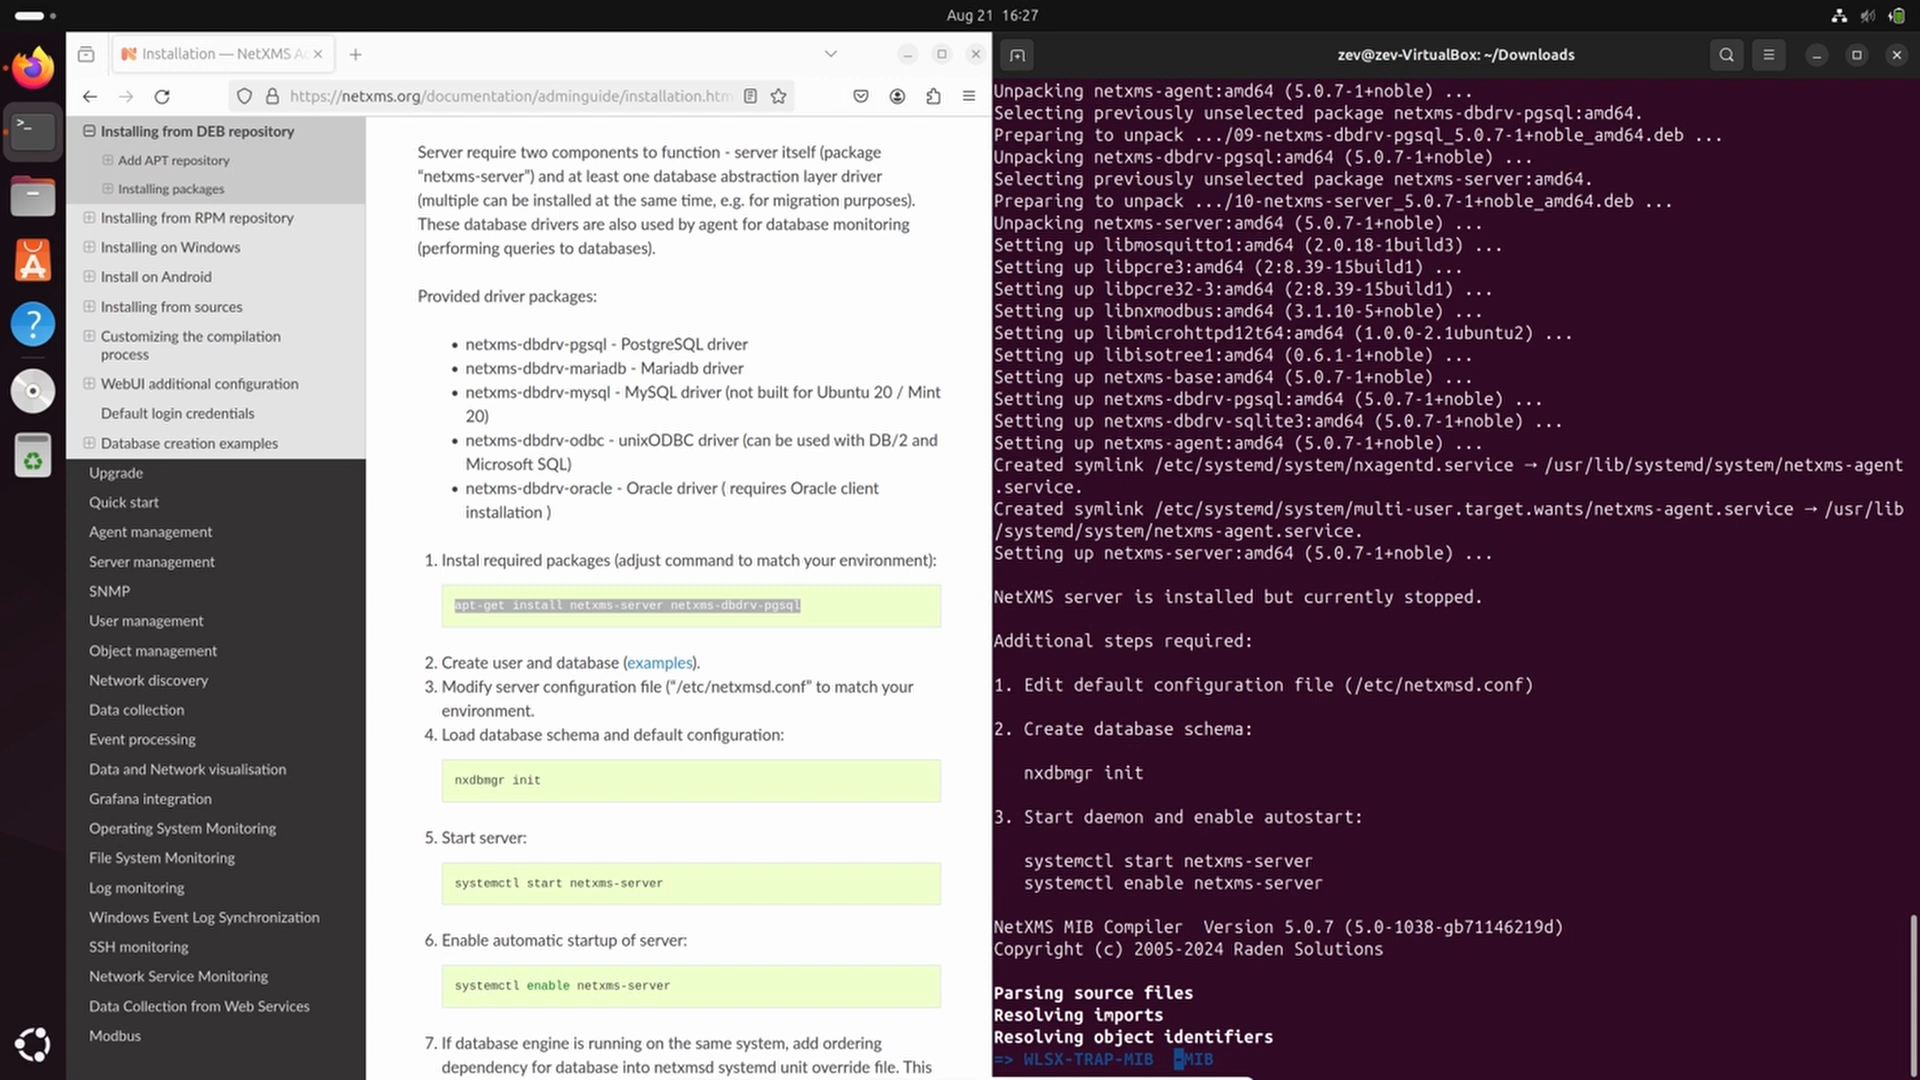 Aug 21 16:27
Installation — NetXMS A
https://netxms.org/documentation/adminguide/installation.htm
Installing from DEB repository
Add APT repository
Installing packages
Installing from RPM repository
Installing on Windows
Install on Android
Installing from sources
Customizing the compilation
process
WebUI additional configuration
Default login credentials
Database creation examples
Upgrade
Quick start
Agent management
Server management
SNMP
User management
Object management
Network discovery
Data collection
Event processing
Data and Network visualisation
Grafana integration
Operating System Monitoring
File System Monitoring
Log monitoring
Windows Event Log Synchronization
SSH monitoring
Network Service Monitoring
Data Collection from Web Services
Modbus
Server require two components to function - server itself (package
“netxms-server”) and at least one database abstraction layer driver
(multiple can be installed at the same time, e.g. for migration purposes).
These database drivers are also used by agent for database monitoring
(performing queries to databases).
Provided driver packages:
• netxms-dbdrv-pgsql - PostgreSQL driver
• netxms-dbdrv-mariadb - Mariadb driver
• netxms-dbdrv-mysql - MySQL driver (not built for Ubuntu 20 / Mint
20)
• netxms-dbdrv-odbc - unixODBC driver (can be used with DB/2 and
Microsoft SQL)
• netxms-dbdrv-oracle - Oracle driver ( requires Oracle client
installation )
1. Instal required packages (adjust command to match your environment):
apt-get install netxms-server netxms-dbdrv-pgsql
2. Create user and database (examples).
3. Modify server configuration file (“/etc/netxmsd.conf” to match your
environment.
4. Load database schema and default configuration:
nxdbmgr init
5. Start server:
systemctl start netxms-server
6. Enable automatic startup of server:
systemctl enable netxms-server
7. If database engine is running on the same system, add ordering
dependency for database into netxmsd systemd unit override file. This
zev@zev-VirtualBox: ~/Downloads
Unpacking netxms-agent:amd64 (5.0.7-1+noble) ...
Selecting previously unselected package netxms-dbdrv-pgsql:amd64.
Preparing to unpack .../09-netxms-dbdrv-pgsql_5.0.7-1+noble_amd64.deb ...
Unpacking netxms-dbdrv-pgsql:amd64 (5.0.7-1+noble) ...
Selecting previously unselected package netxms-server:amd64.
Preparing to unpack .../10-netxms-server_5.0.7-1+noble_amd64.deb ...
Unpacking netxms-server:amd64 (5.0.7-1+noble) ...
Setting up libmosquitto1:amd64 (2.0.18-1build3) ...
Setting up libpcre3:amd64 (2:8.39-15build1) ...
Setting up libpcre32-3:amd64 (2:8.39-15build1) ...
Setting up libnxmodbus:amd64 (3.1.10-5+noble) ...
Setting up libmicrohttpd12t64:amd64 (1.0.0-2.1ubuntu2) ...
Setting up libisotree1:amd64 (0.6.1-1+noble) ...
Setting up netxms-base:amd64 (5.0.7-1+noble) ...
Setting up netxms-dbdrv-pgsql:amd64 (5.0.7-1+noble) ...
Setting up netxms-dbdrv-sqlite3:amd64 (5.0.7-1+noble) ...
Setting up netxms-agent:amd64 (5.0.7-1+noble) ...
Created symlink /etc/systemd/system/nxagentd.service → /usr/lib/systemd/system/netxms-agent
.service.
Created symlink /etc/systemd/system/multi-user.target.wants/netxms-agent.service → /usr/lib
/systemd/system/netxms-agent.service.
Setting up netxms-server:amd64 (5.0.7-1+noble) ...
NetXMS server is installed but currently stopped.
Additional steps required:
1. Edit default configuration file (/etc/netxmsd.conf)
2. Create database schema:
nxdbmgr init
3. Start daemon and enable autostart:
systemctl start netxms-server
systemctl enable netxms-server
NetXMS MIB Compiler  Version 5.0.7 (5.0-1038-gb71146219d)
Copyright (c) 2005-2024 Raden Solutions
Parsing source files
Resolving imports
Resolving object identifiers
=> WLSX-TRAP-MIB  -MIB